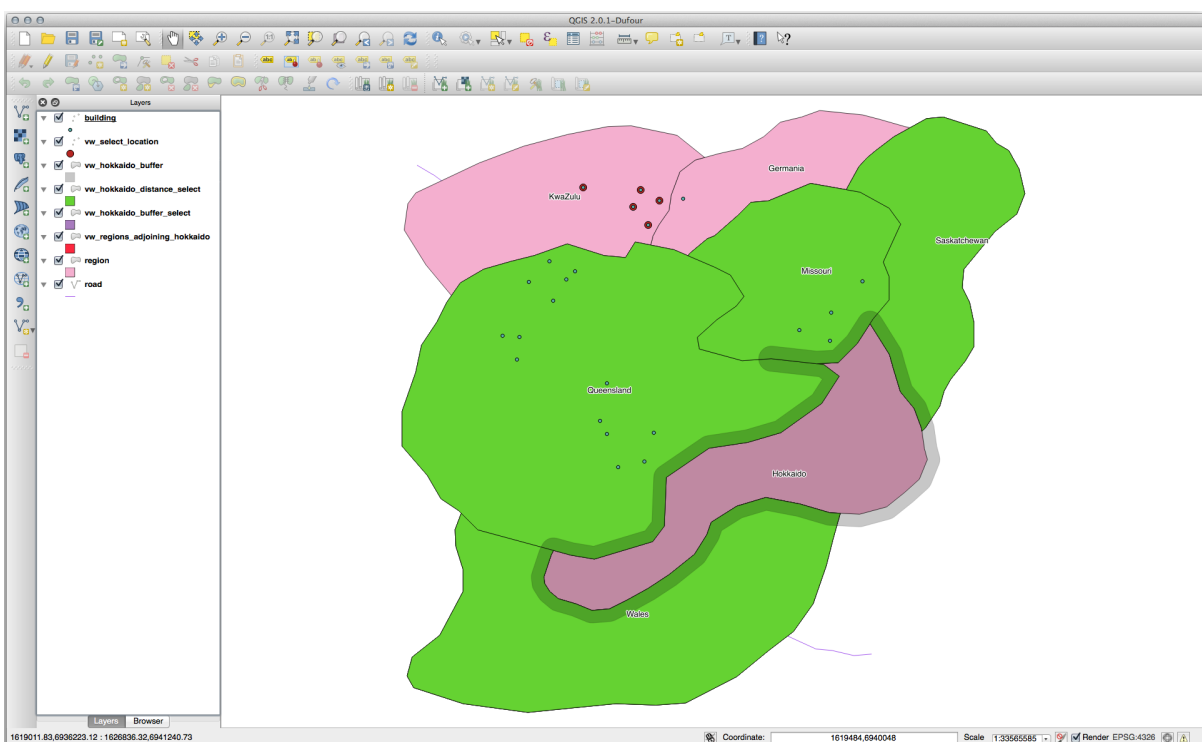 QGIS 2.0.1-Dufour
Layers
building
vw_select_location
vw_hokkaido_buffer
vw_hokkaido_distance_select
vw_hokkaido_buffer_select
vw_regions_adjoining_hokkaido
region
road
Germania
KwaZulu
Saskatchewan
Missouri
Queensland
Hokkaido
Wales
Layers
Browser
1619011.83,6936223.12 : 1626836.32,6941240.73
Coordinate:
1619484,6940048
Scale
1:33565585
Render
EPSG:4326